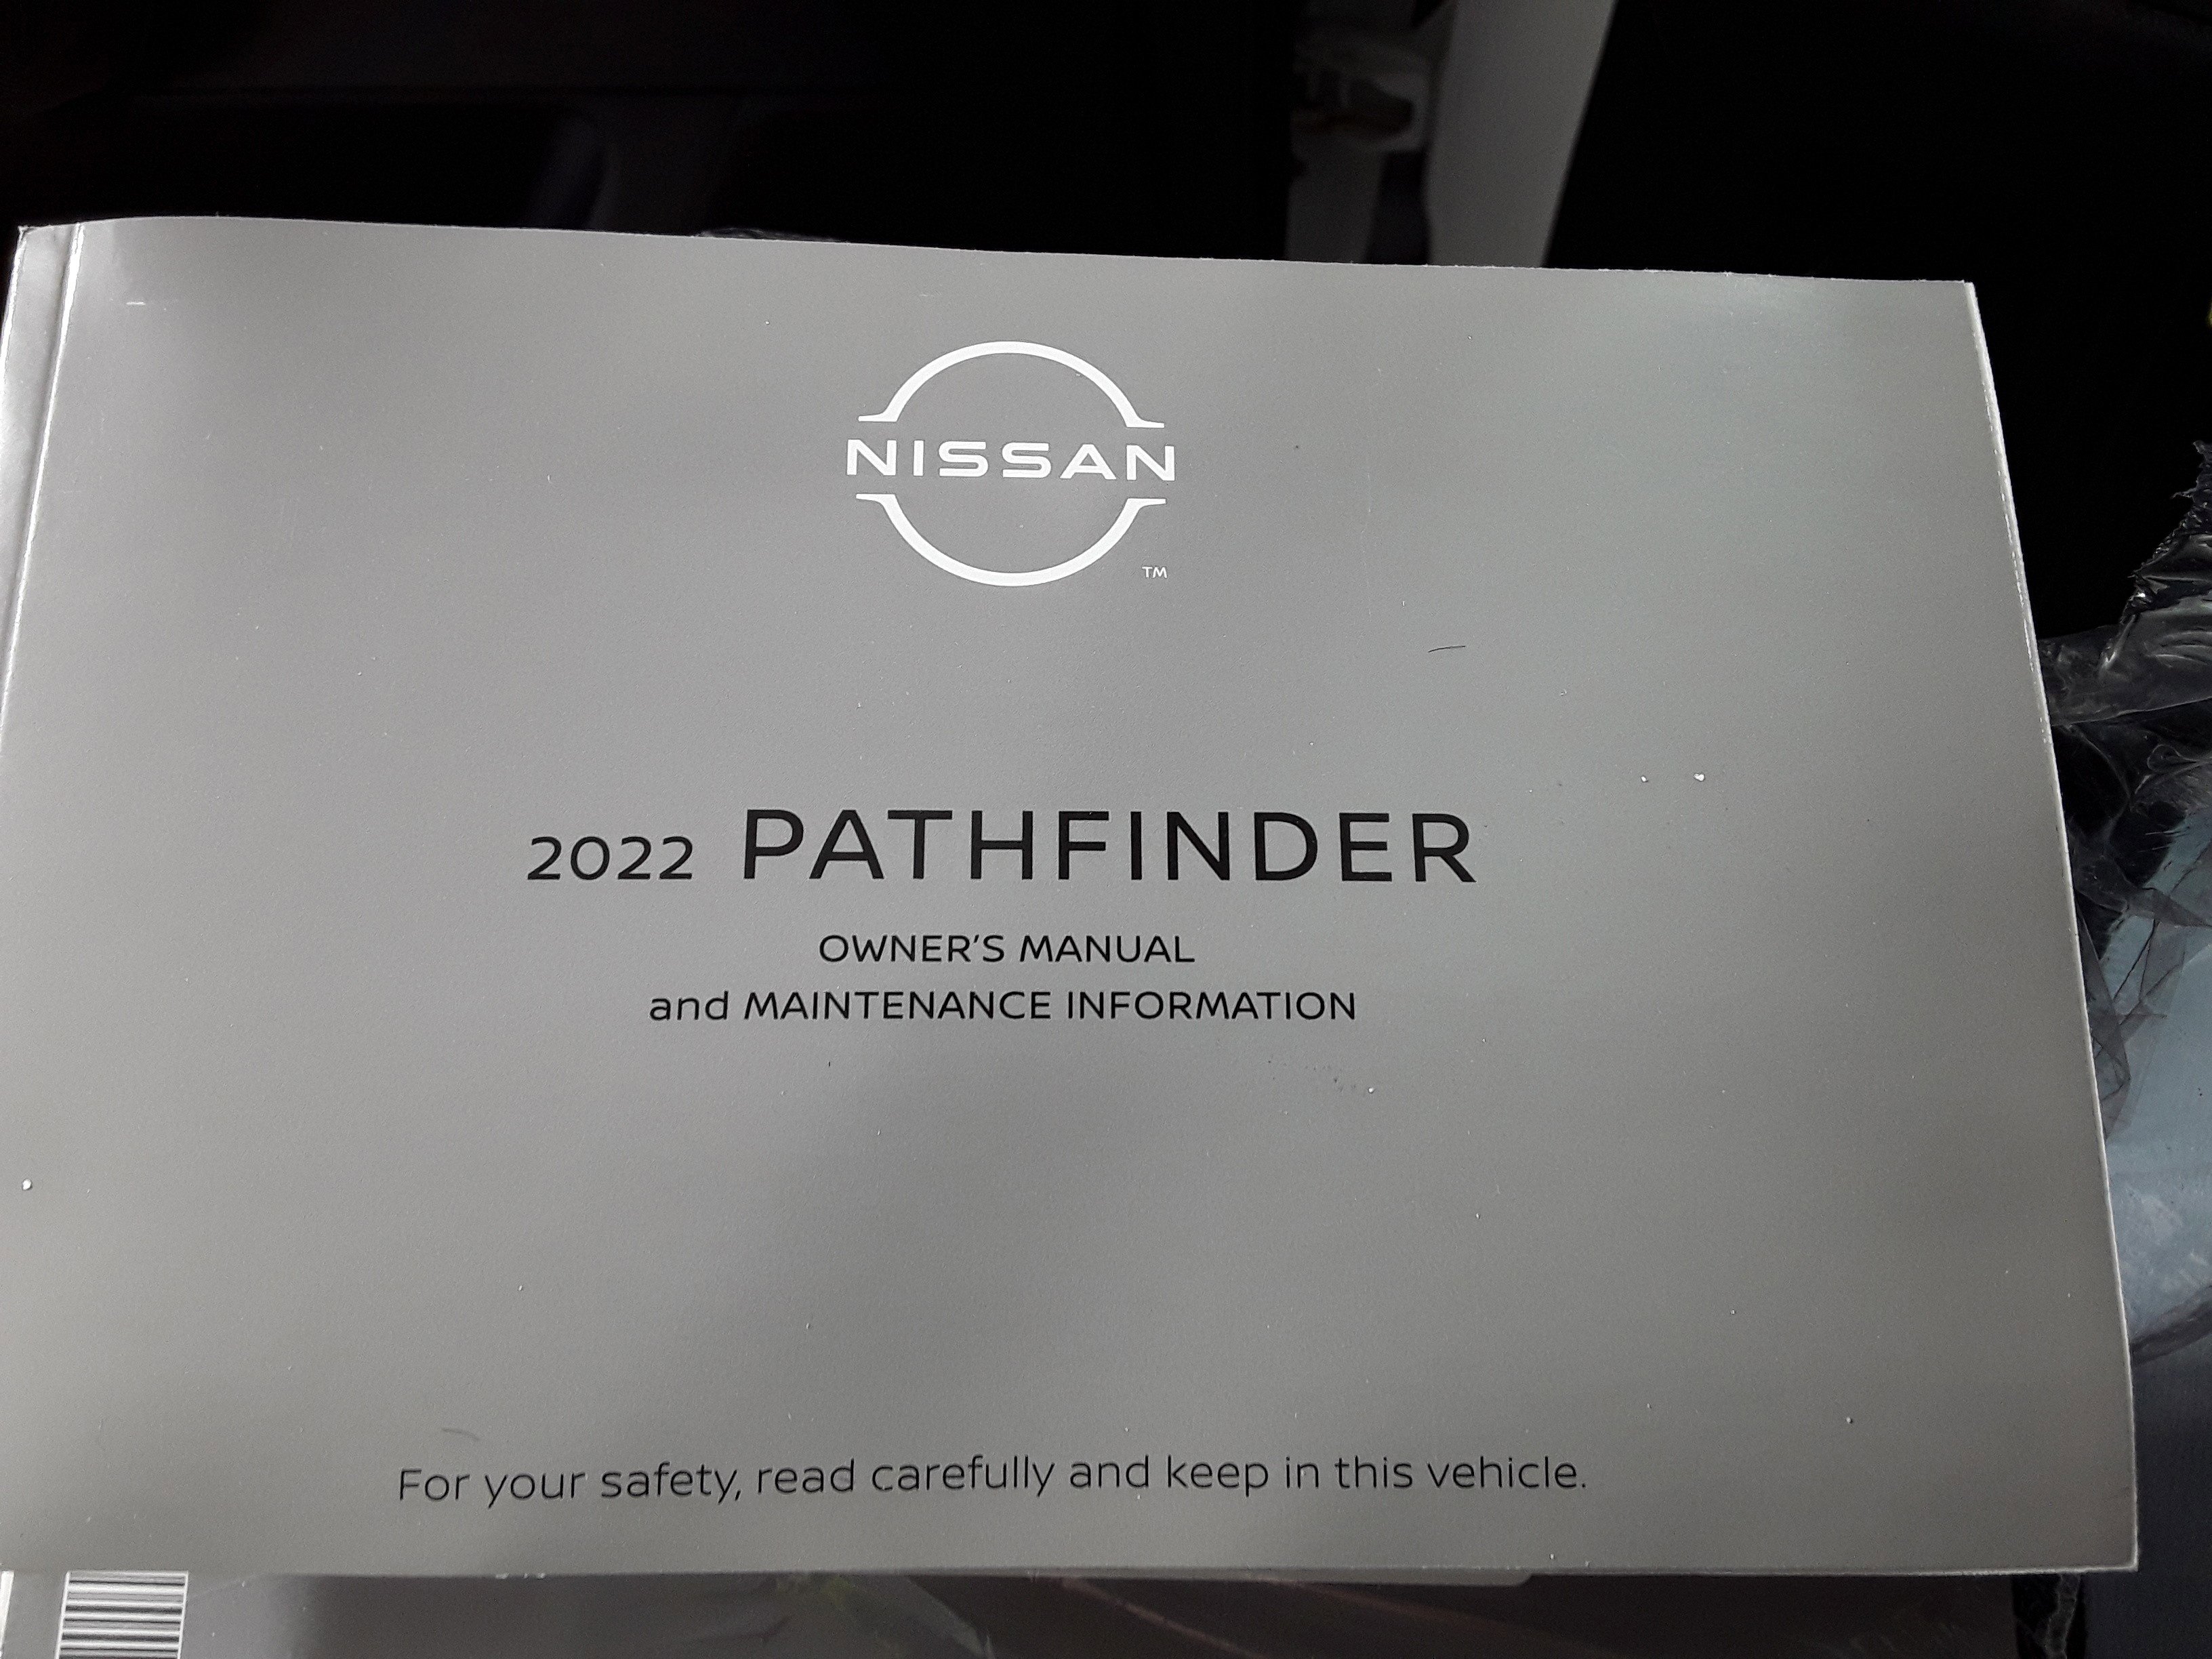 NISSAN
TM
2022 PATHFINDER
OWNER'S MANUAL
and MAINTENANCE INFORMATION
For your safety, read carefully and keep in this vehicle.